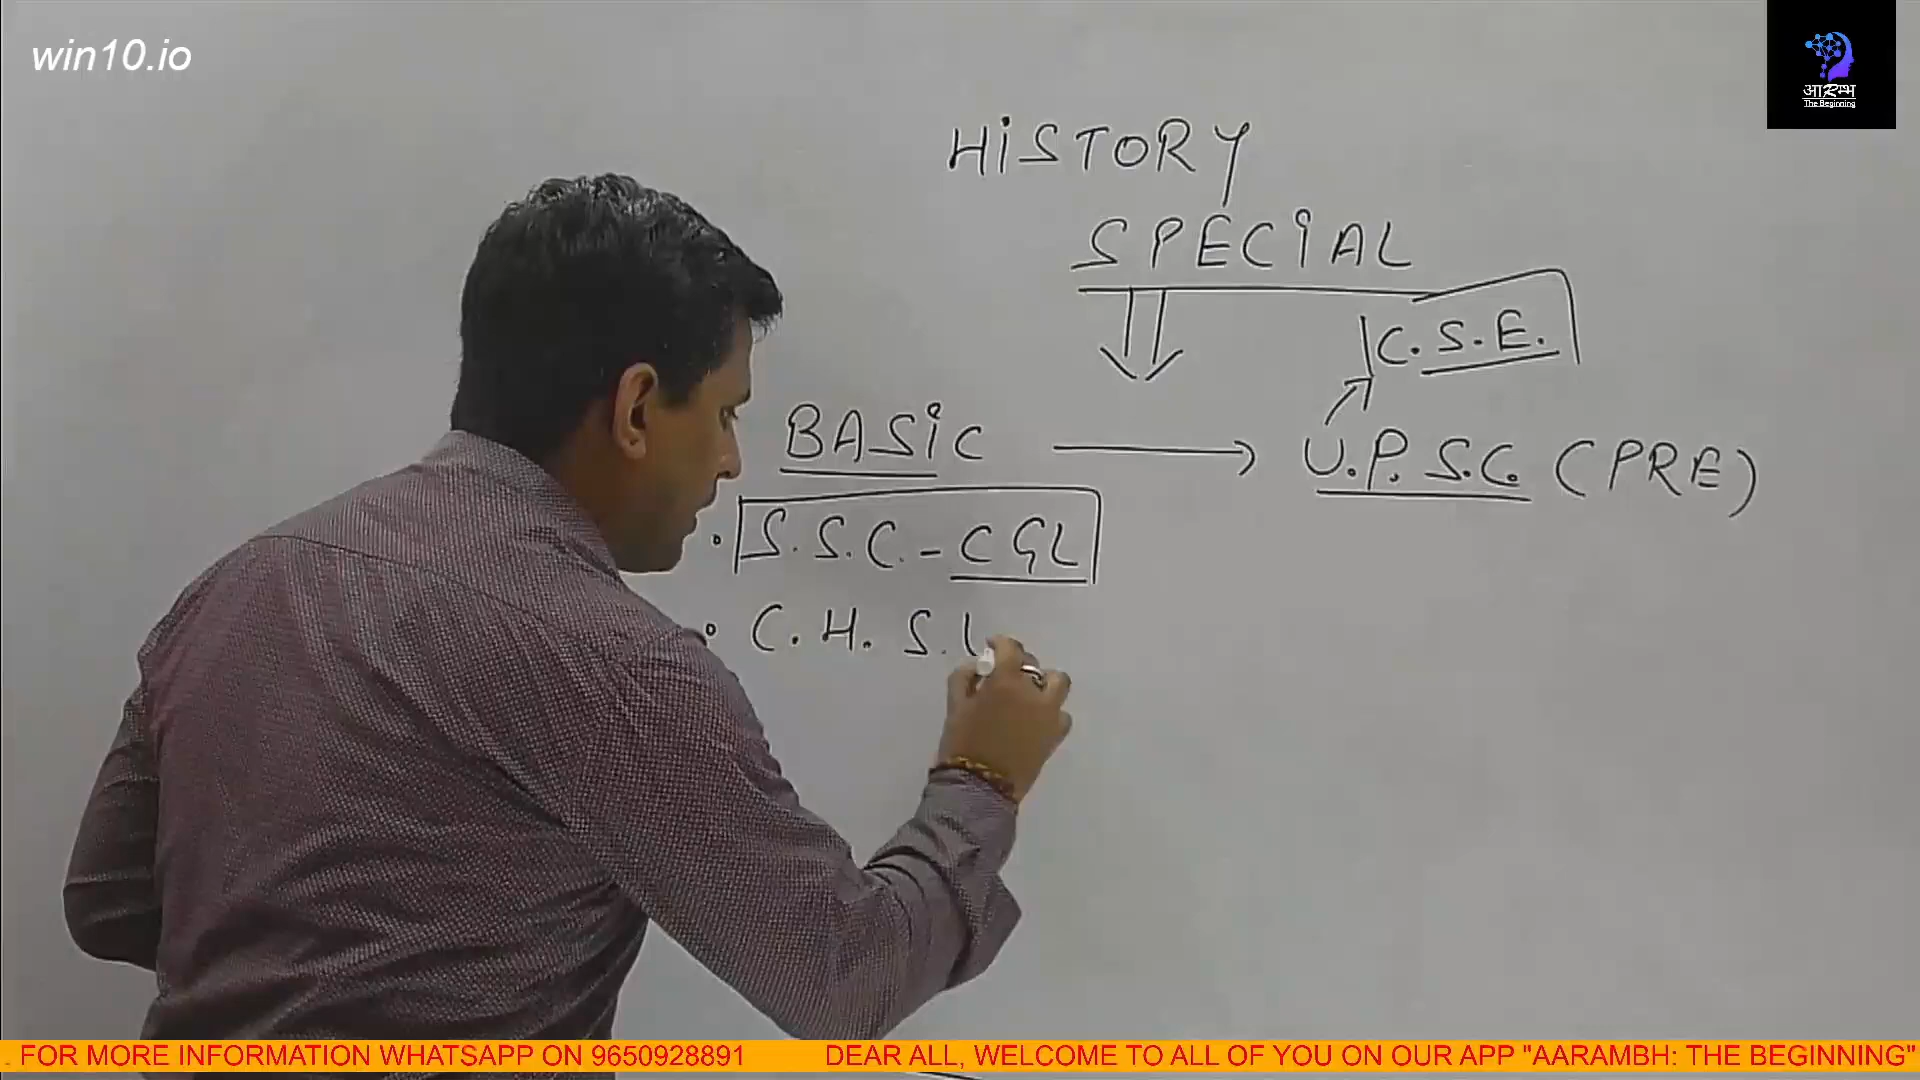 win10.io
आरम्भ
The Beginning
HiSTORY
SPECiAL
C.S.E.
BASiC → U.P.S.C. (PRE)
• S.S.C.-CGL
• C.H.S.L
. FOR MORE INFORMATION WHATSAPP ON 9650928891 DEAR ALL, WELCOME TO ALL OF YOU ON OUR APP "AARAMBH: THE BEGINNING"